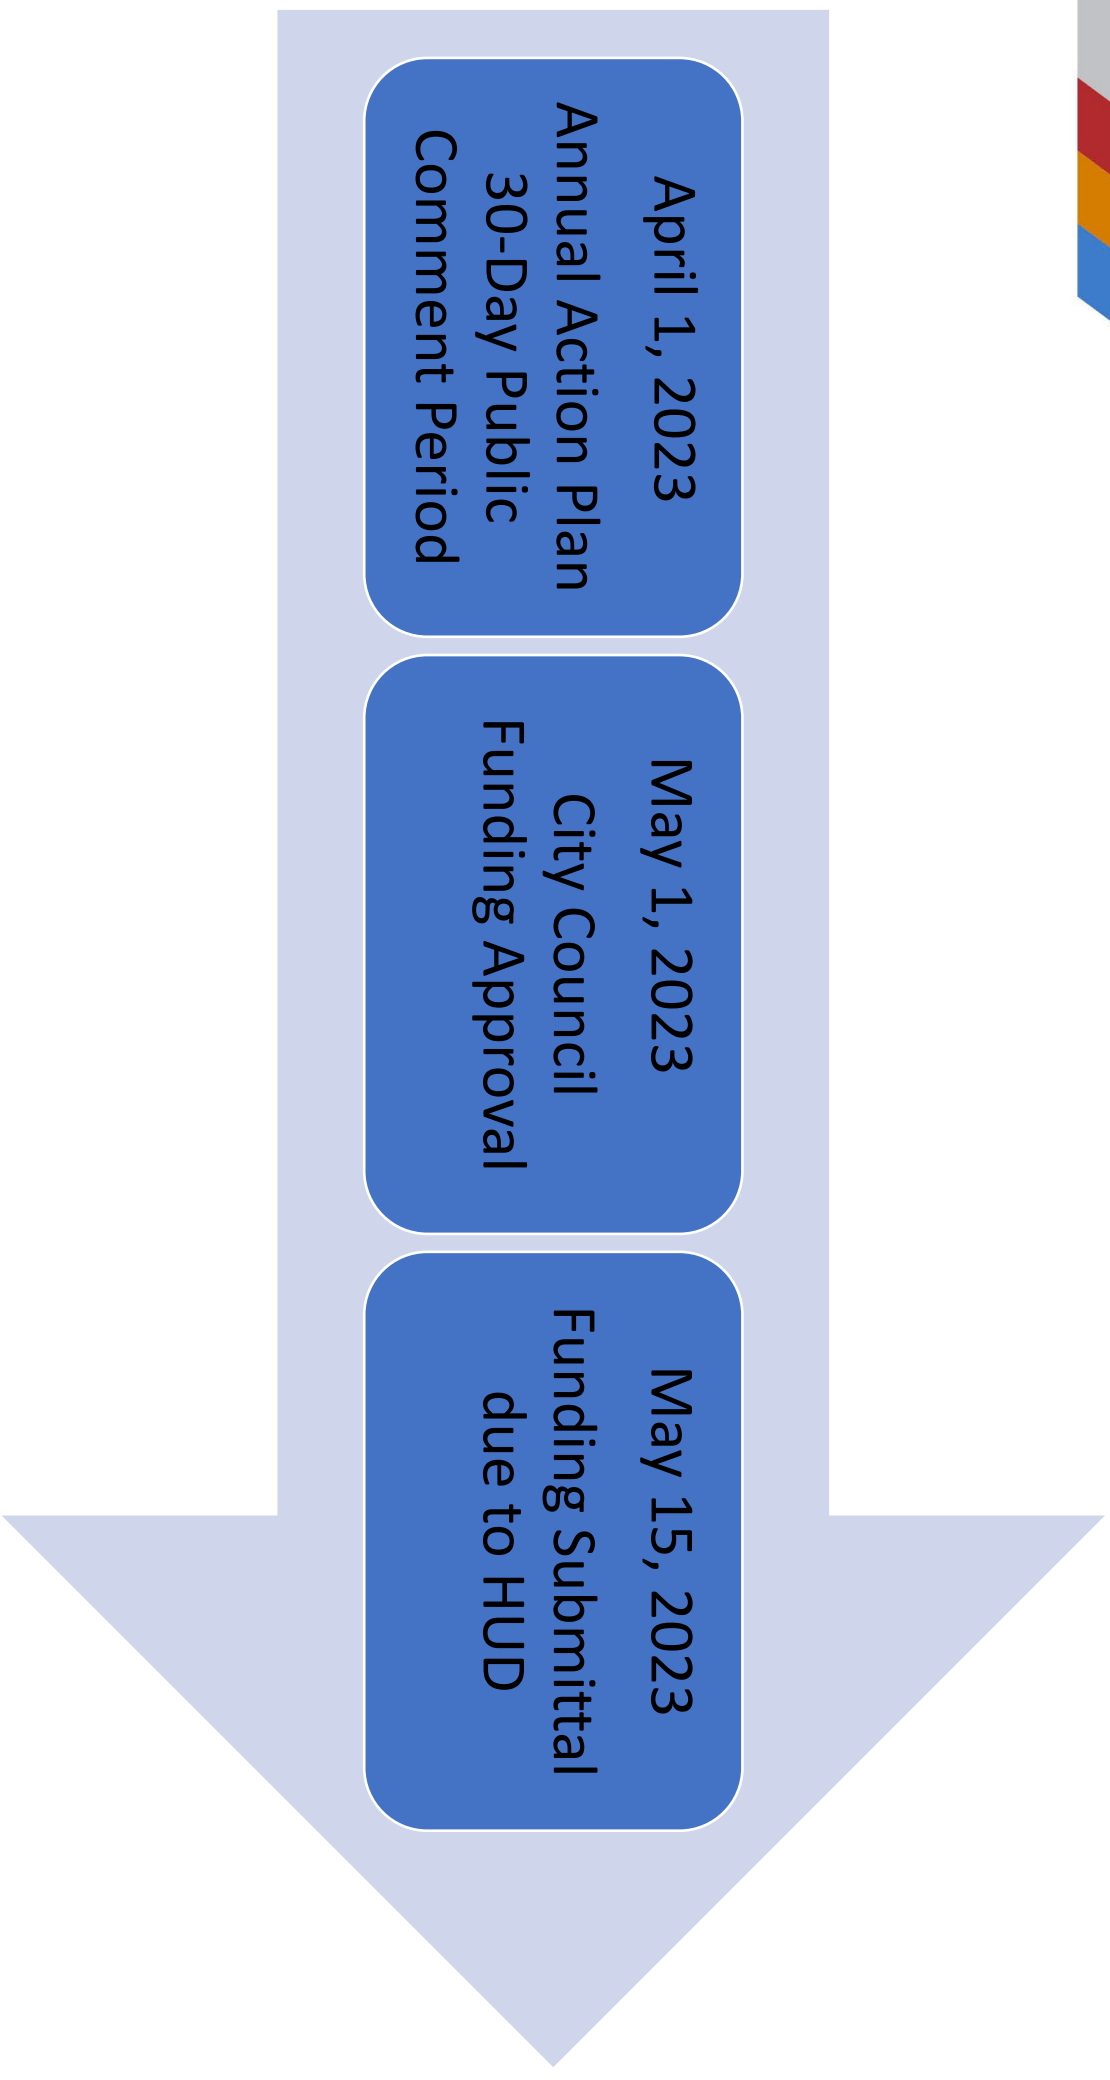 April 1, 2023
Annual Action Plan
30-Day Public
Comment Period
May 1, 2023
City Council
Funding Approval
May 15, 2023
Funding Submittal
due to HUD